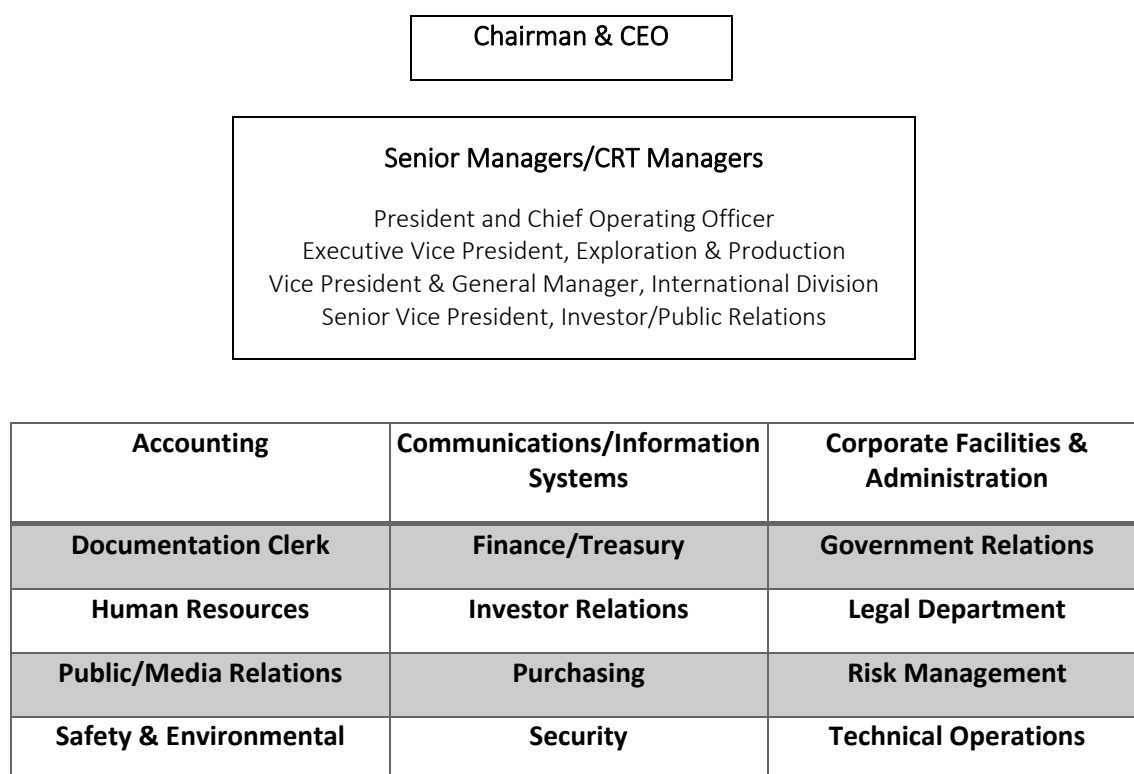 Chairman & CEO
Senior Managers/CRT Managers
President and Chief Operating Officer
Executive Vice President, Exploration & Production
Vice President & General Manager, International Division
Senior Vice President, Investor/Public Relations
Accounting
Communications/Information
Systems
Corporate Facilities &
Administration
Documentation Clerk
Finance/Treasury
Government Relations
Human Resources
Investor Relations
Legal Department
Public/Media Relations
Purchasing
Risk Management
Safety & Environmental
Security
Technical Operations